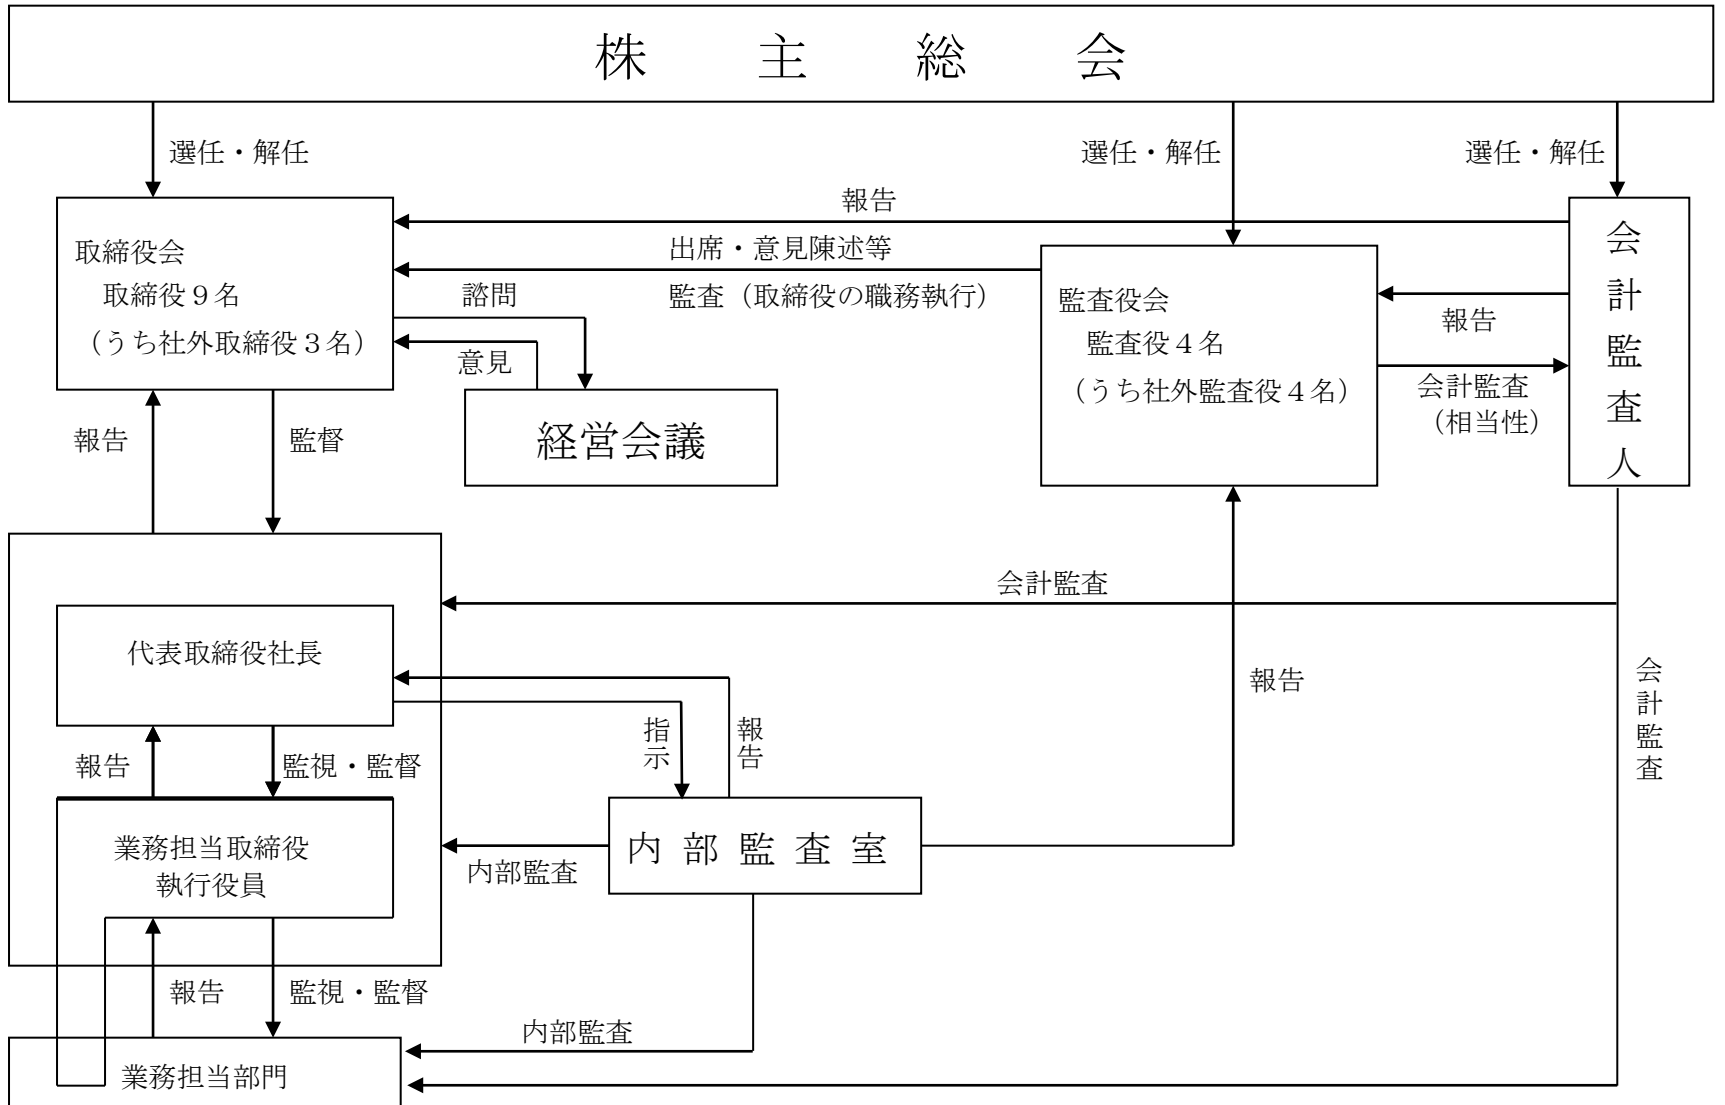 株主総会
選任・解任
選任・解任
選任・解任
報告
取締役会
取締役９名
（うち社外取締役３名）
出席・意見陳述等
監査（取締役の職務執行）
諮問
意見
監査役会
監査役４名
（うち社外監査役４名）
報告
会計監査
（相当性）
会計監査人
経営会議
報告
監督
会計監査
代表取締役社長
報告
会計監査
指示
報告
報告
監視・監督
業務担当取締役
執行役員
内部監査室
内部監査
報告
監視・監督
内部監査
業務担当部門